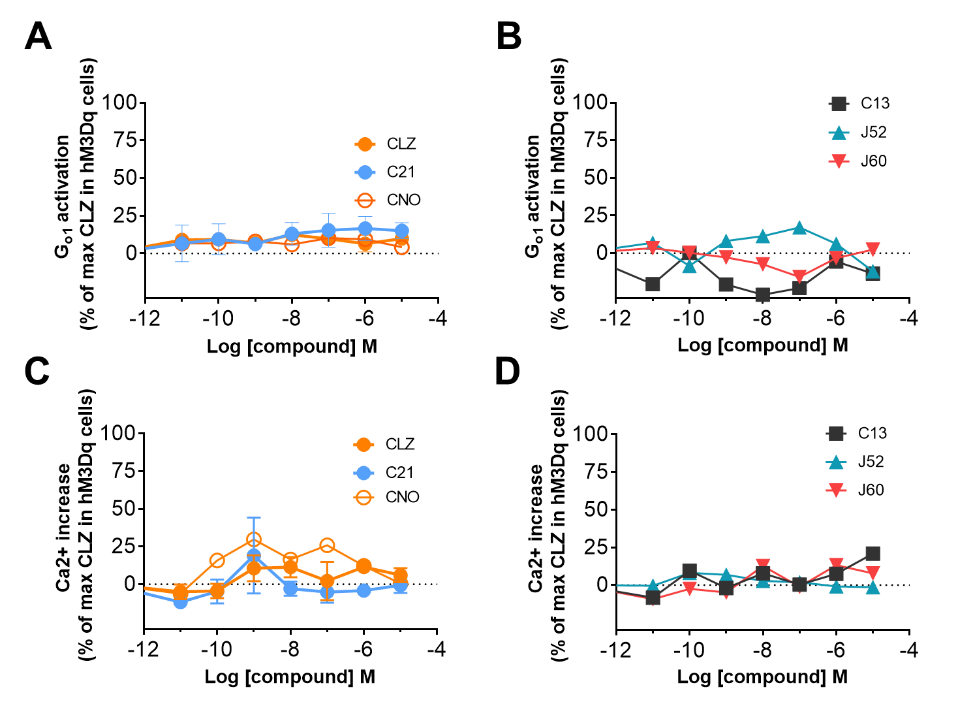 A
G₀₁ activation
(% of max CLZ in hM3Dq cells)
100
75
50
25
0
-12
-10
-8
-6
-4
Log [compound] M
CLZ
C21
CNO
B
G₀₁ activation
(% of max CLZ in hM3Dq cells)
100
75
50
25
0
-12
-10
-8
-6
-4
Log [compound] M
C13
J52
J60
C
Ca2+ increase
(% of max CLZ in hM3Dq cells)
100
75
50
25
0
-12
-10
-8
-6
-4
Log [compound] M
CLZ
C21
CNO
D
Ca2+ increase
(% of max CLZ in hM3Dq cells)
100
75
50
25
0
-12
-10
-8
-6
-4
Log [compound] M
C13
J52
J60